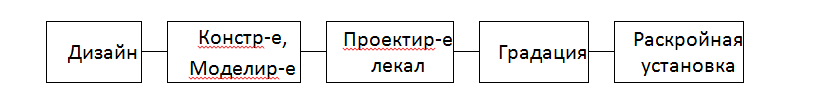 Дизайн
Констр-е,
Моделир-е
Проектир-е
лекал
Градация
Раскройная
установка